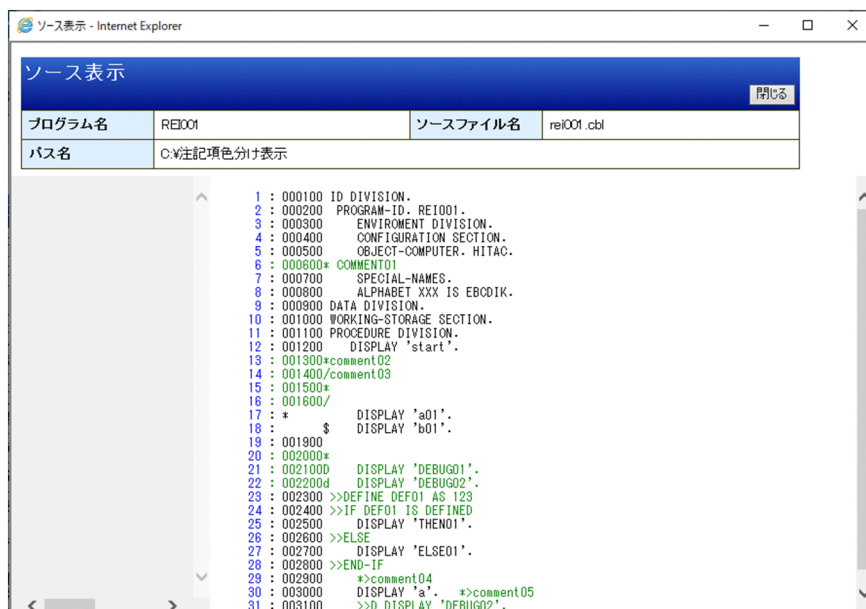 ソース表示 - Internet Explorer
ソース表示
閉じる
プログラム名 REI001 ソースファイル名 rei001.cbl
パス名 C:¥注記項色分け表示
1 : 000100 ID DIVISION.
2 : 000200  PROGRAM-ID. REI001.
3 : 000300     ENVIROMENT DIVISION.
4 : 000400     CONFIGURATION SECTION.
5 : 000500     OBJECT-COMPUTER. HITAC.
6 : 000600* COMMENT01
7 : 000700     SPECIAL-NAMES.
8 : 000800     ALPHABET XXX IS EBCDIK.
9 : 000900 DATA DIVISION.
10 : 001000 WORKING-STORAGE SECTION.
11 : 001100 PROCEDURE DIVISION.
12 : 001200    DISPLAY 'start'.
13 : 001300*comment02
14 : 001400/comment03
15 : 001500*
16 : 001600/
17 : *          DISPLAY 'a01'.
18 :       $    DISPLAY 'b01'.
19 : 001900
20 : 002000*
21 : 002100D    DISPLAY 'DEBUG01'.
22 : 002200d    DISPLAY 'DEBUG02'.
23 : 002300 >>DEFINE DEF01 AS 123
24 : 002400 >>IF DEF01 IS DEFINED
25 : 002500     DISPLAY 'THEN01'.
26 : 002600 >>ELSE
27 : 002700     DISPLAY 'ELSE01'.
28 : 002800 >>END-IF
29 : 002900     *>comment04
30 : 003000     DISPLAY 'a'.   *>comment05
31 : 003100     >>D DISPLAY 'DEBUG02'.